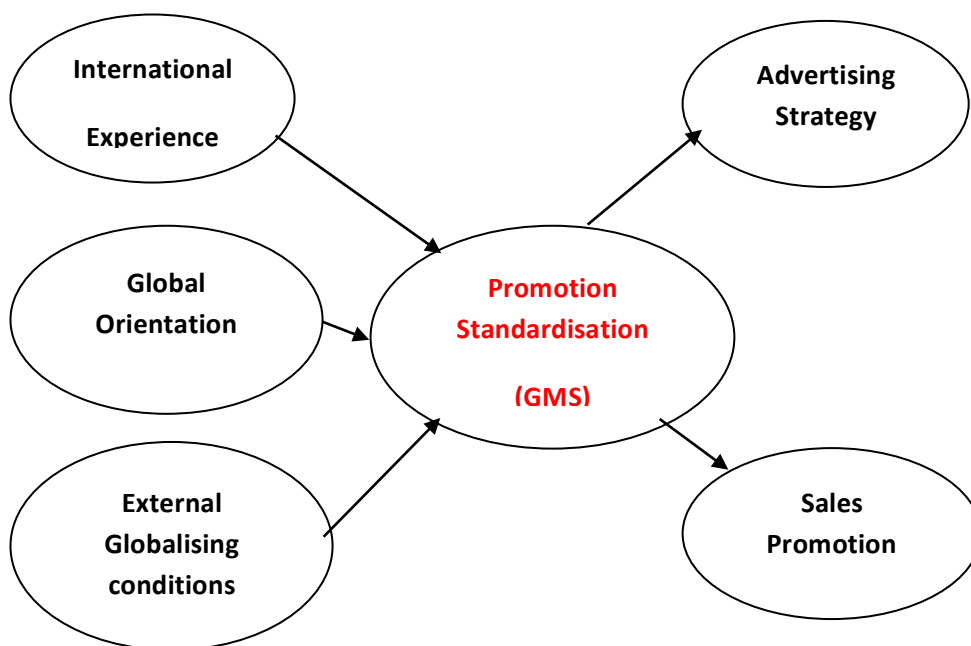 International
Experience
Advertising
Strategy
Global
Orientation
Promotion
Standardisation
(GMS)
External
Globalising
conditions
Sales
Promotion